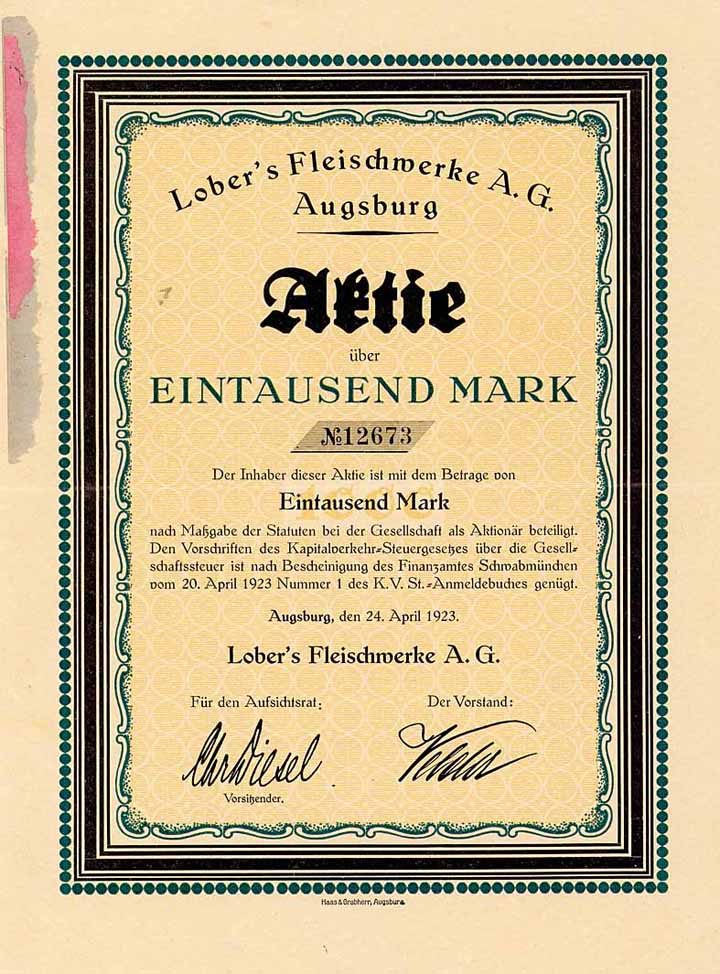 Lober's Fleischwerke A. G.
Augsburg
Aktie
über
EINTAUSEND MARK
№12673
Der Inhaber dieser Aktie ist mit dem Betrage von
Eintausend Mark
nach Maßgabe der Statuten bei der Gesellschaft als Aktionär beteiligt.
Den Vorschriften des Kapitalverkehr-Steuergesetzes über die Gesell-
schaftssteuer ist nach Bescheinigung des Finanzamtes Schwabmünchen
vom 20. April 1923 Nummer 1 des K.V. St.-Anmeldebuches genügt.
Augsburg, den 24. April 1923.
Lober's Fleischwerke A. G.
Für den Aufsichtsrat:
Der Vorstand:
Chr Diesel
Vorsitzender.
Haas & Grabherr, Augsburg.